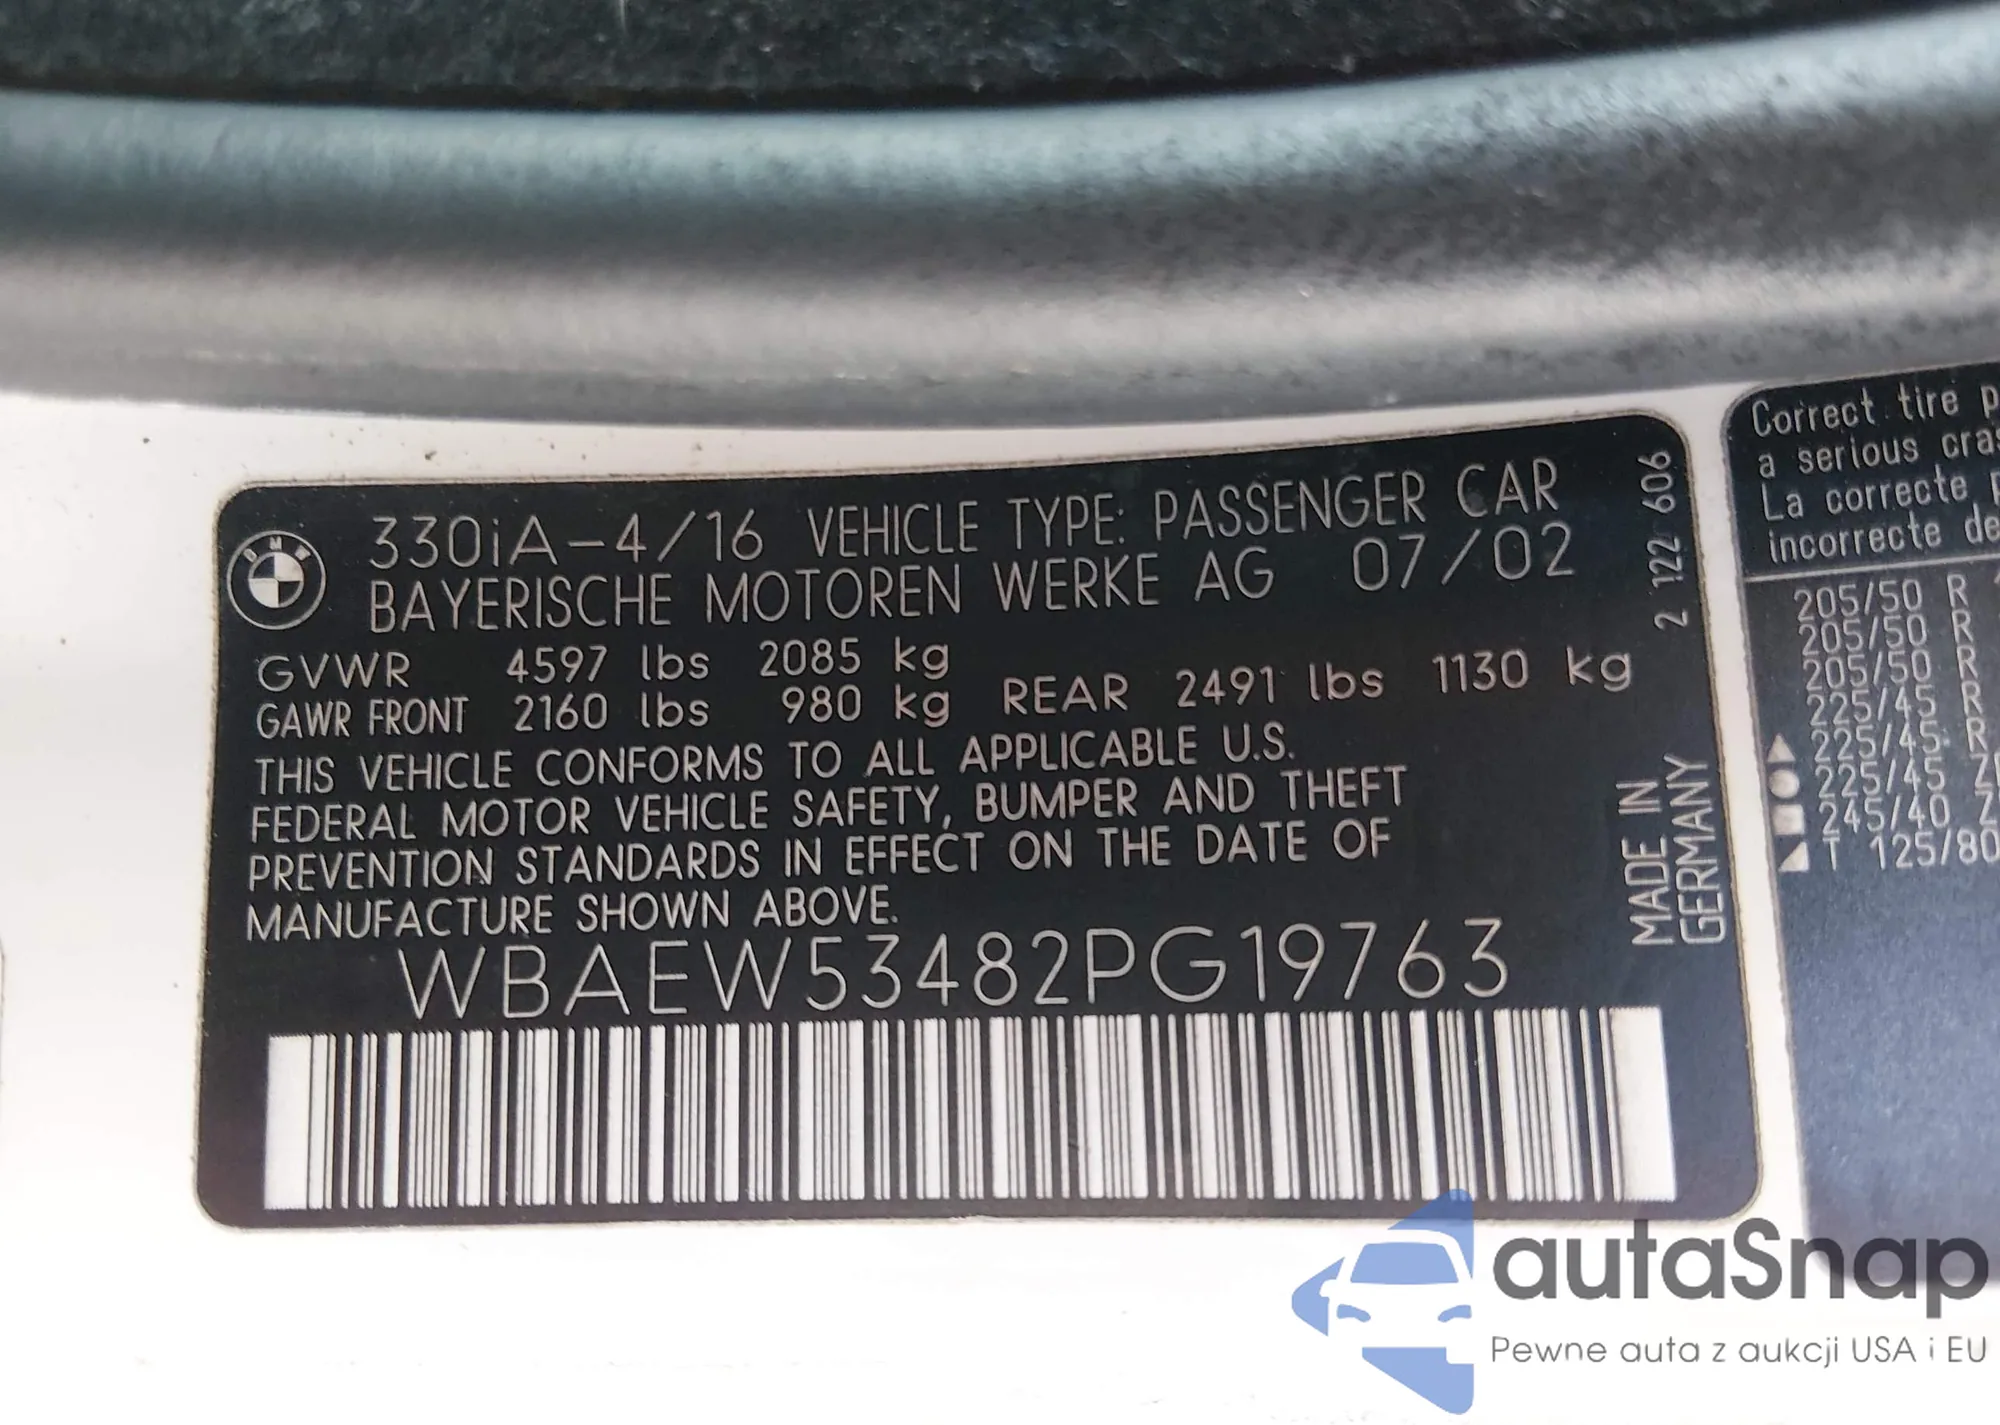 330iA-4/16 VEHICLE TYPE: PASSENGER CAR
BAYERISCHE MOTOREN WERKE AG 07/02
GVWR 4597 lbs 2085 kg
GAWR FRONT 2160 lbs 980 kg REAR 2491 lbs 1130 kg
THIS VEHICLE CONFORMS TO ALL APPLICABLE U.S.
FEDERAL MOTOR VEHICLE SAFETY, BUMPER AND THEFT
PREVENTION STANDARDS IN EFFECT ON THE DATE OF
MANUFACTURE SHOWN ABOVE.
WBAEW53482PG19763
2 122 606
MADE IN
GERMANY
BMW
Correct tire p
a serious cras
La correcte p
incorrecte de
205/50 R
205/50 R
205/50 R
225/45 R
225/45 R
225/45 Z
245/40 Z
T 125/80
autaSnap
Pewne auta z aukcji USA i EU